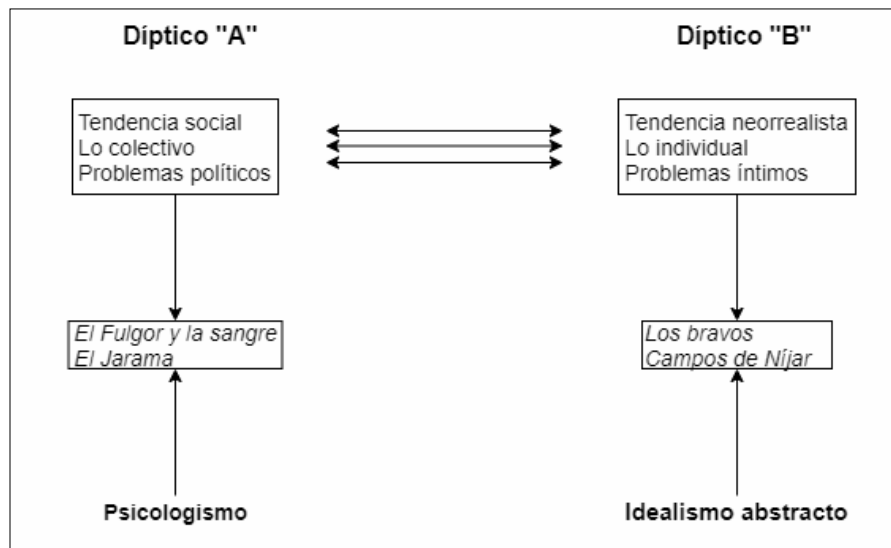 Díptico "A"
Tendencia social
Lo colectivo
Problemas políticos
El Fulgor y la sangre
El Jarama
Psicologismo
Díptico "B"
Tendencia neorrealista
Lo individual
Problemas íntimos
Los bravos
Campos de Níjar
Idealismo abstracto